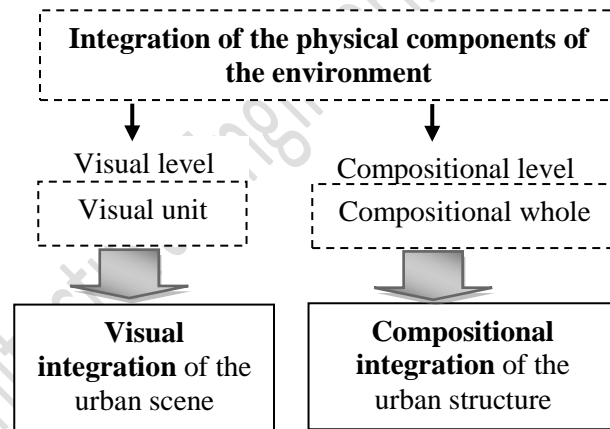 Integration of the physical components of
the environment
Visual level
Visual unit
Compositional level
Compositional whole
Visual
integration of the
urban scene
Compositional
integration of the
urban structure